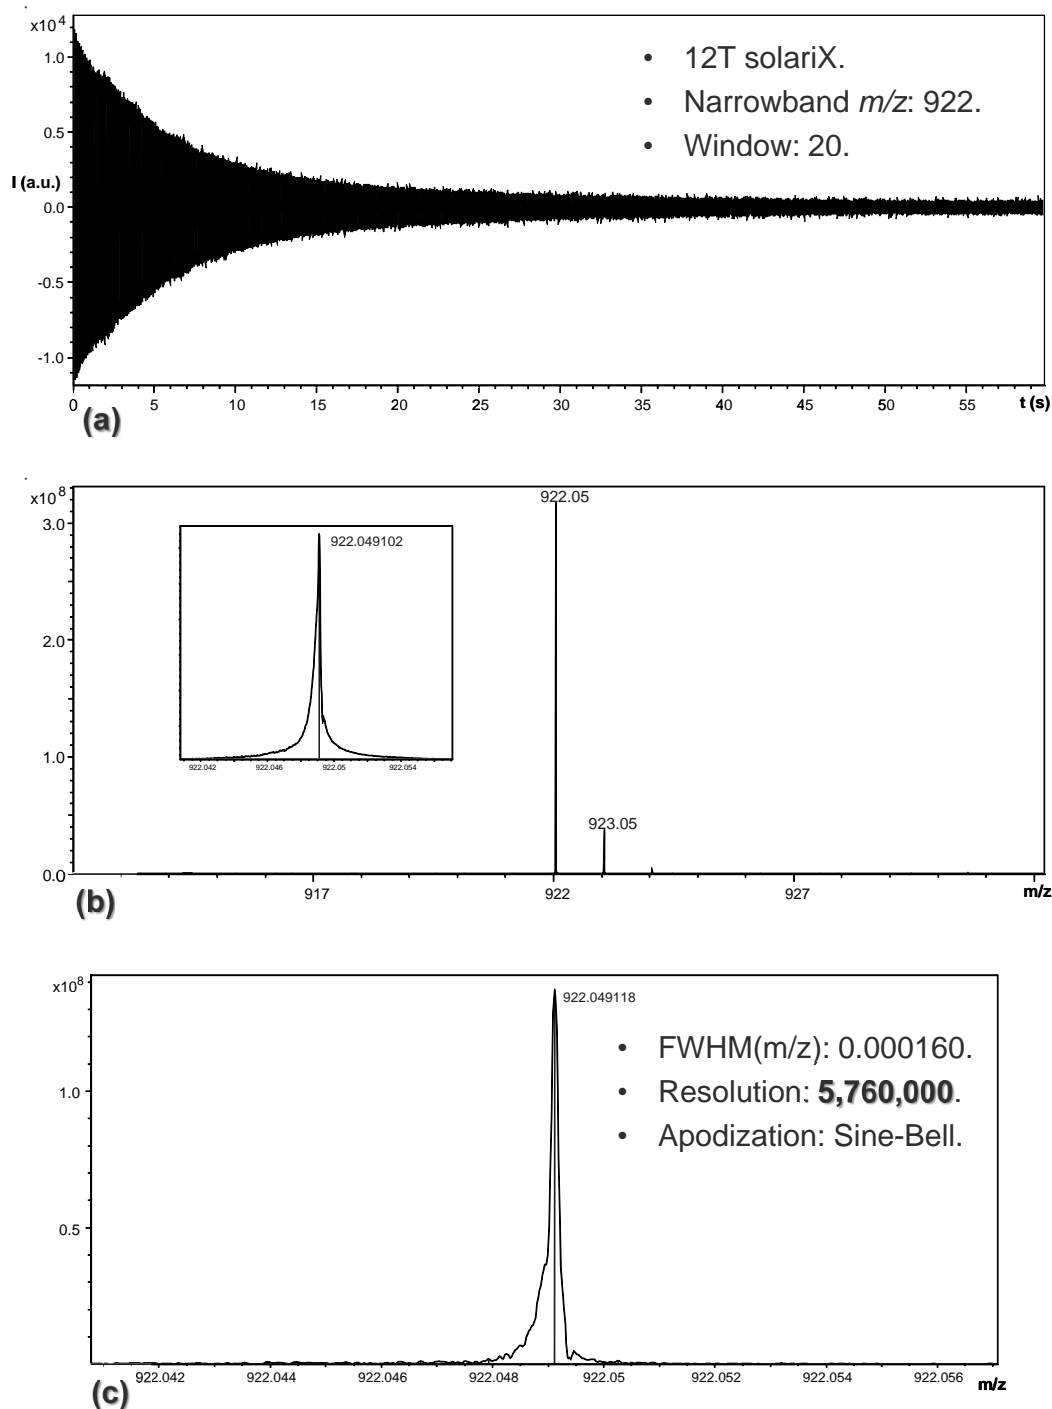 x10 4
• 12T solariX.
1.0
• Narrowband m/z: 922.
0.5
• Window: 20.
I (a.u.)
0.0
-0.5
-1.0
0 5 10 15 20 25 30 35 40 45 50 55 t (s)
(a)
x10 8
922.05
3.0
922.049102
2.0
1.0
922.042 922.046 922.05 922.054
923.05
0.0
917 922 927 m/z
(b)
x10 8
922.049118
• FWHM(m/z): 0.000160.
1.0
• Resolution: 5,760,000.
• Apodization: Sine-Bell.
0.5
922.042 922.044 922.046 922.048 922.05 922.052 922.054 922.056 m/z
(c)